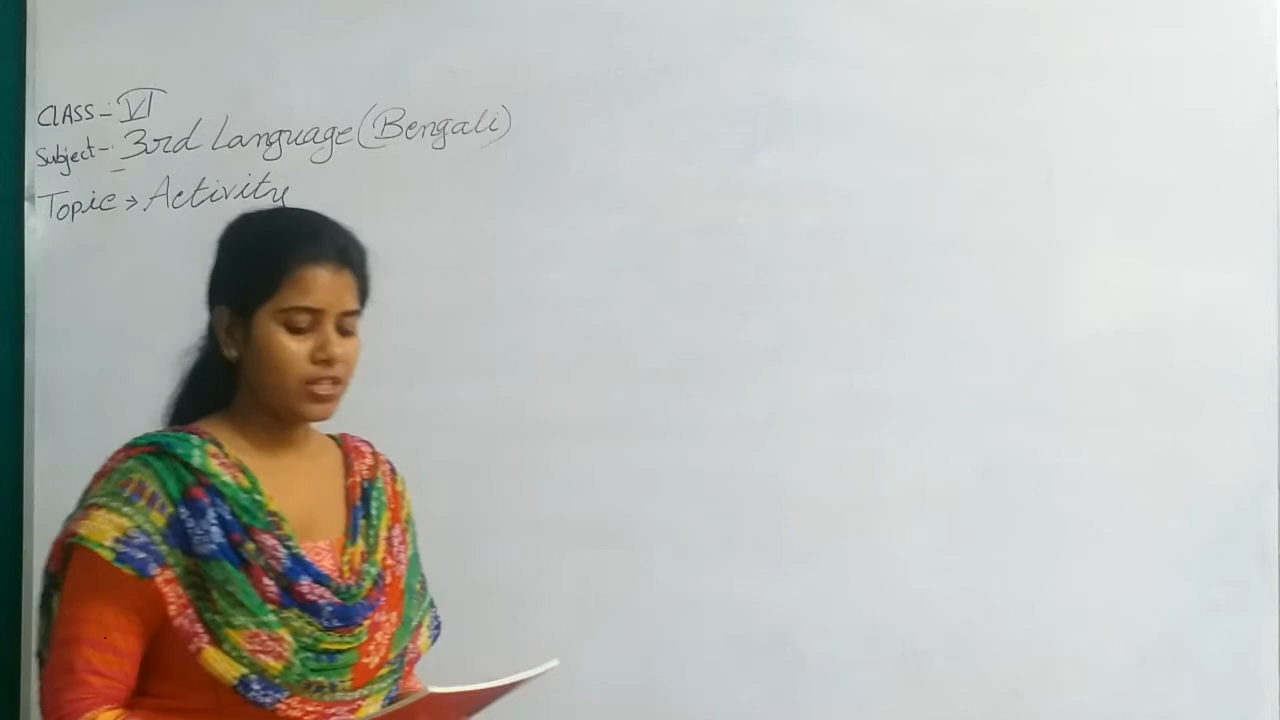 CLASS - VI
Subject - 3rd Language (Bengali)
Topic → Activity